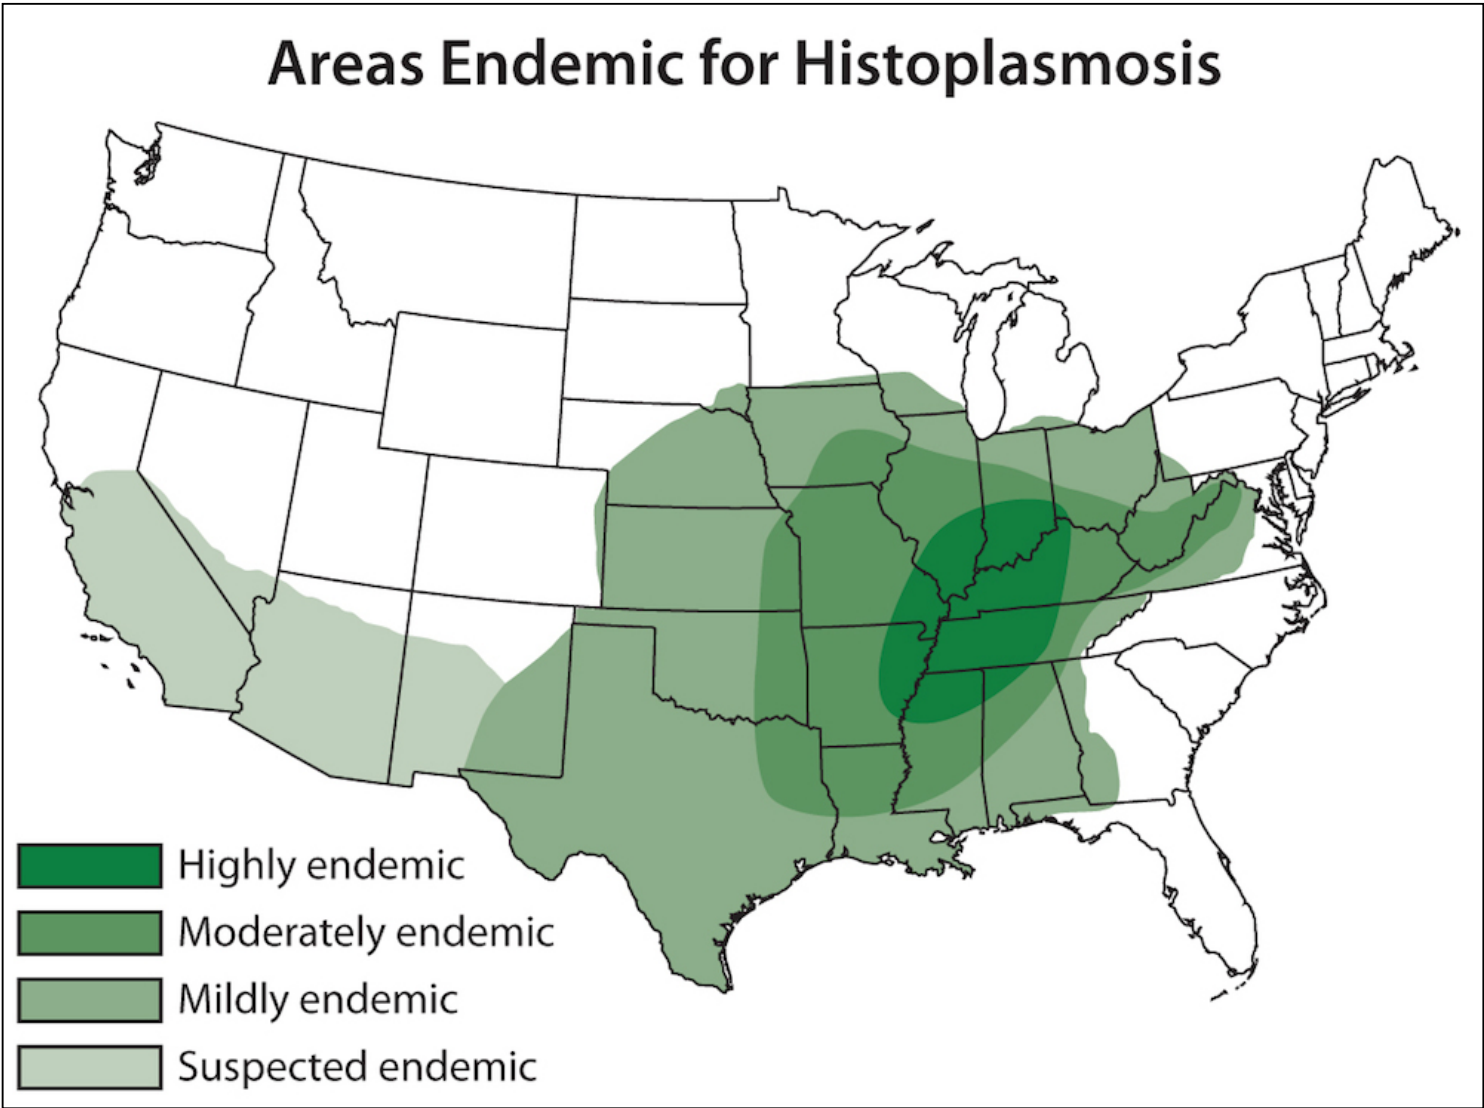 Areas Endemic for Histoplasmosis
Highly endemic
Moderately endemic
Mildly endemic
Suspected endemic